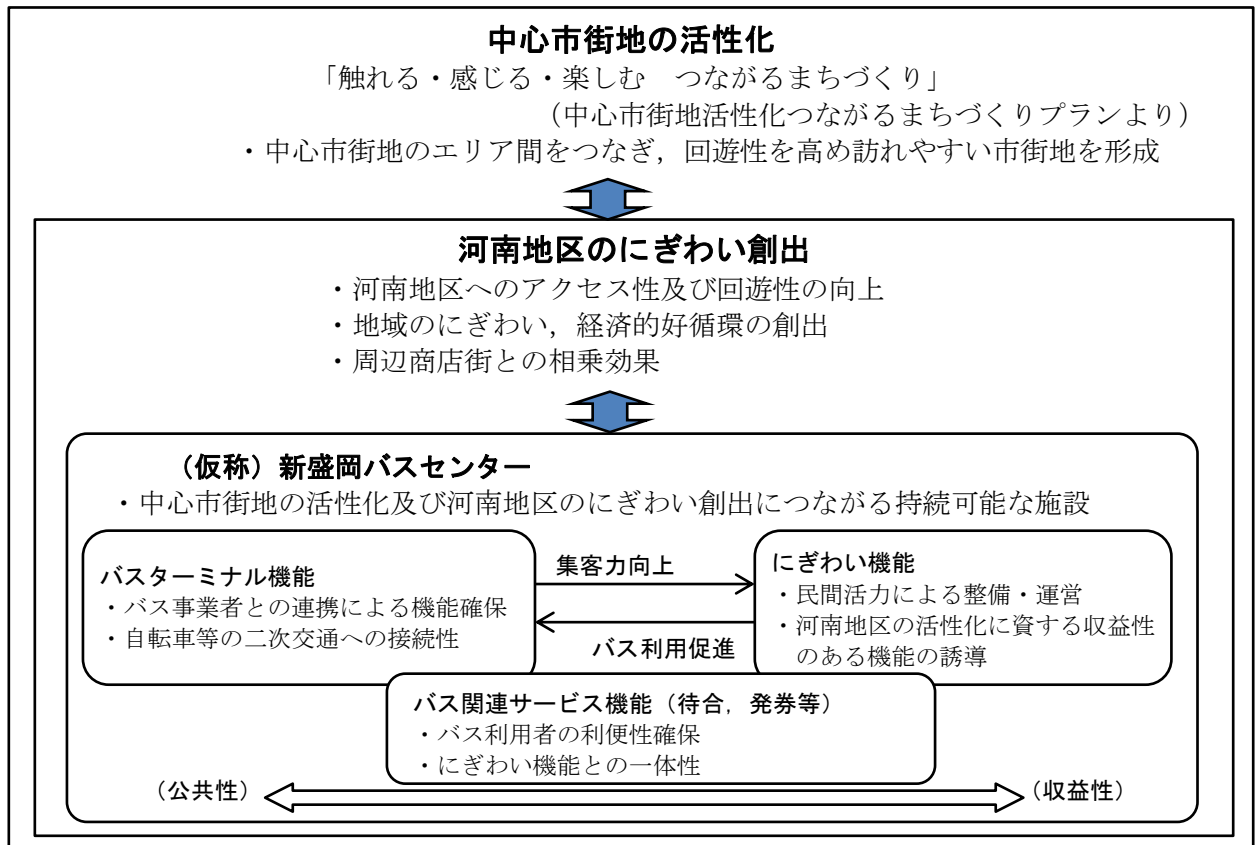 中心市街地の活性化
「触れる・感じる・楽しむ　つながるまちづくり」
（中心市街地活性化つながるまちづくりプランより）
・中心市街地のエリア間をつなぎ，回遊性を高め訪れやすい市街地を形成
河南地区のにぎわい創出
・河南地区へのアクセス性及び回遊性の向上
・地域のにぎわい，経済的好循環の創出
・周辺商店街との相乗効果
（仮称）新盛岡バスセンター
・中心市街地の活性化及び河南地区のにぎわい創出につながる持続可能な施設
バスターミナル機能
・バス事業者との連携による機能確保
・自転車等の二次交通への接続性
集客力向上
バス利用促進
にぎわい機能
・民間活力による整備・運営
・河南地区の活性化に資する収益性
のある機能の誘導
バス関連サービス機能（待合，発券等）
・バス利用者の利便性確保
・にぎわい機能との一体性
（公共性）
（収益性）